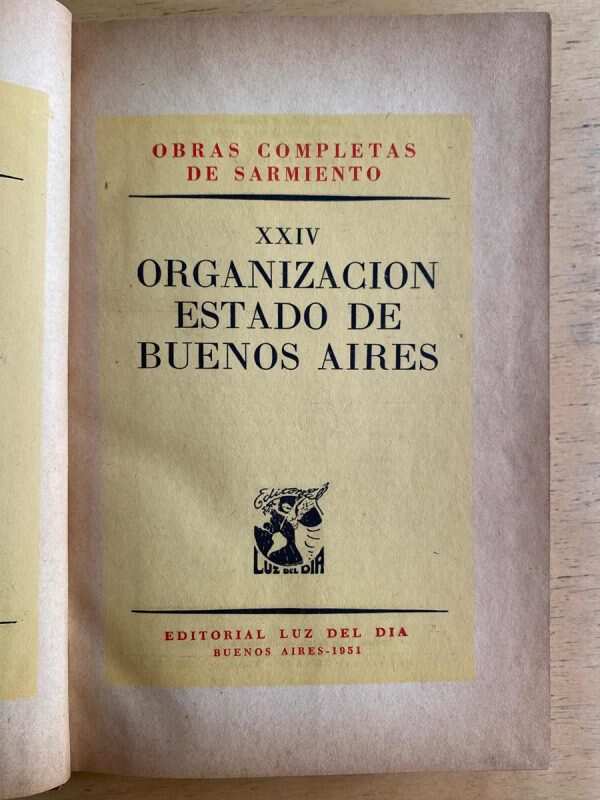 OBRAS COMPLETAS
DE SARMIENTO
XXIV
ORGANIZACION
ESTADO DE
BUENOS AIRES
Editorial
LUZ DEL DIA
EDITORIAL LUZ DEL DIA
BUENOS AIRES-1951